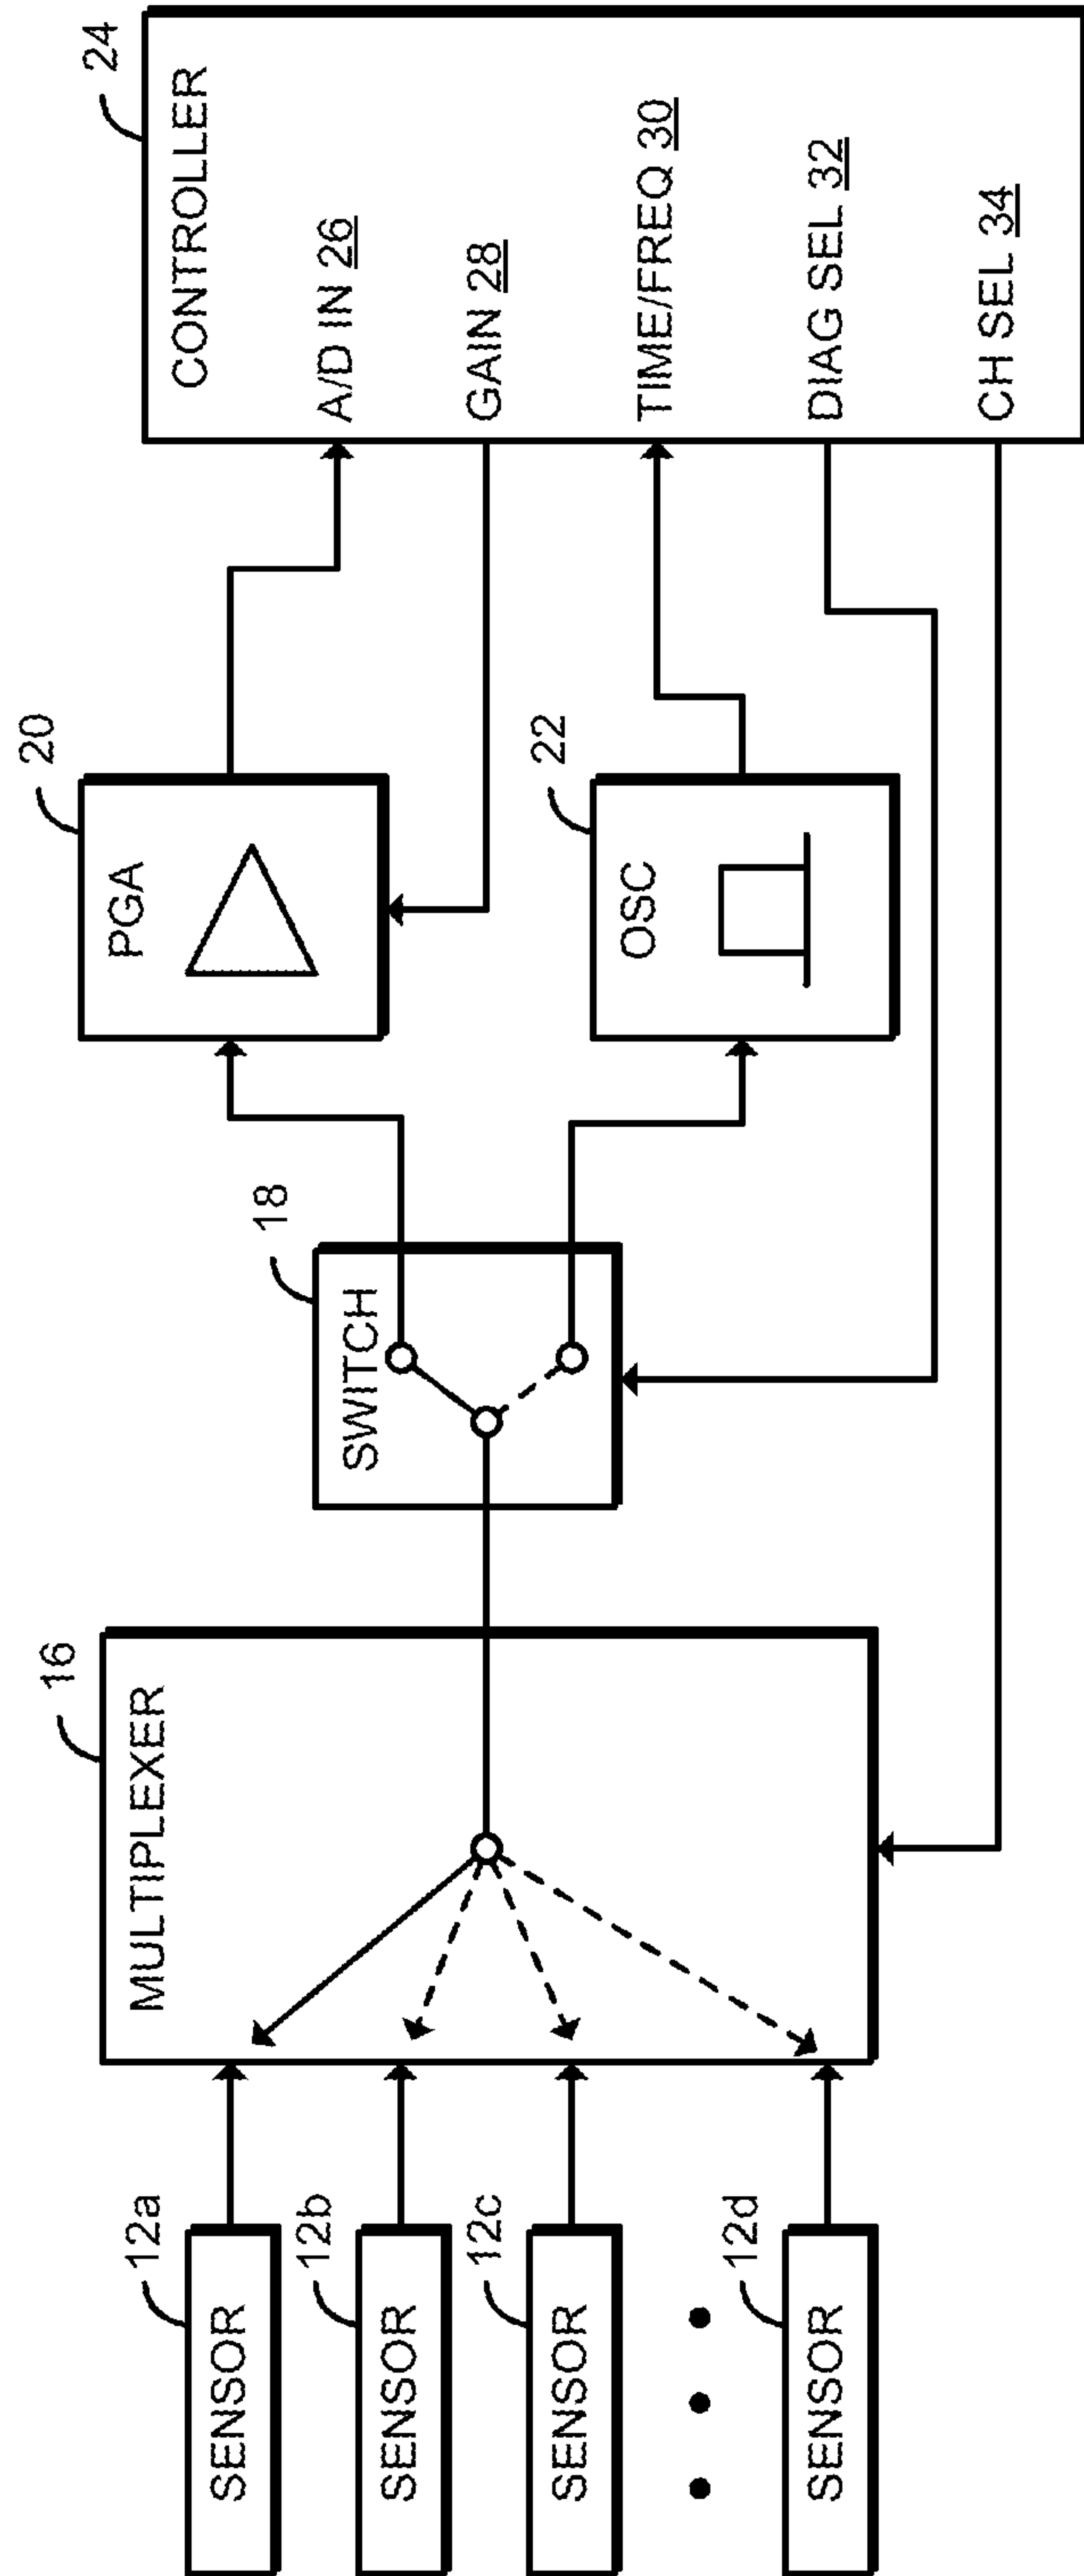 SENSOR
12a
SENSOR
12b
SENSOR
12c
SENSOR
12d
MULTIPLEXER
16
SWITCH
18
PGA
20
OSC
22
CONTROLLER
24
A/D IN 26
GAIN 28
TIME/FREQ 30
DIAG SEL 32
CH SEL 34